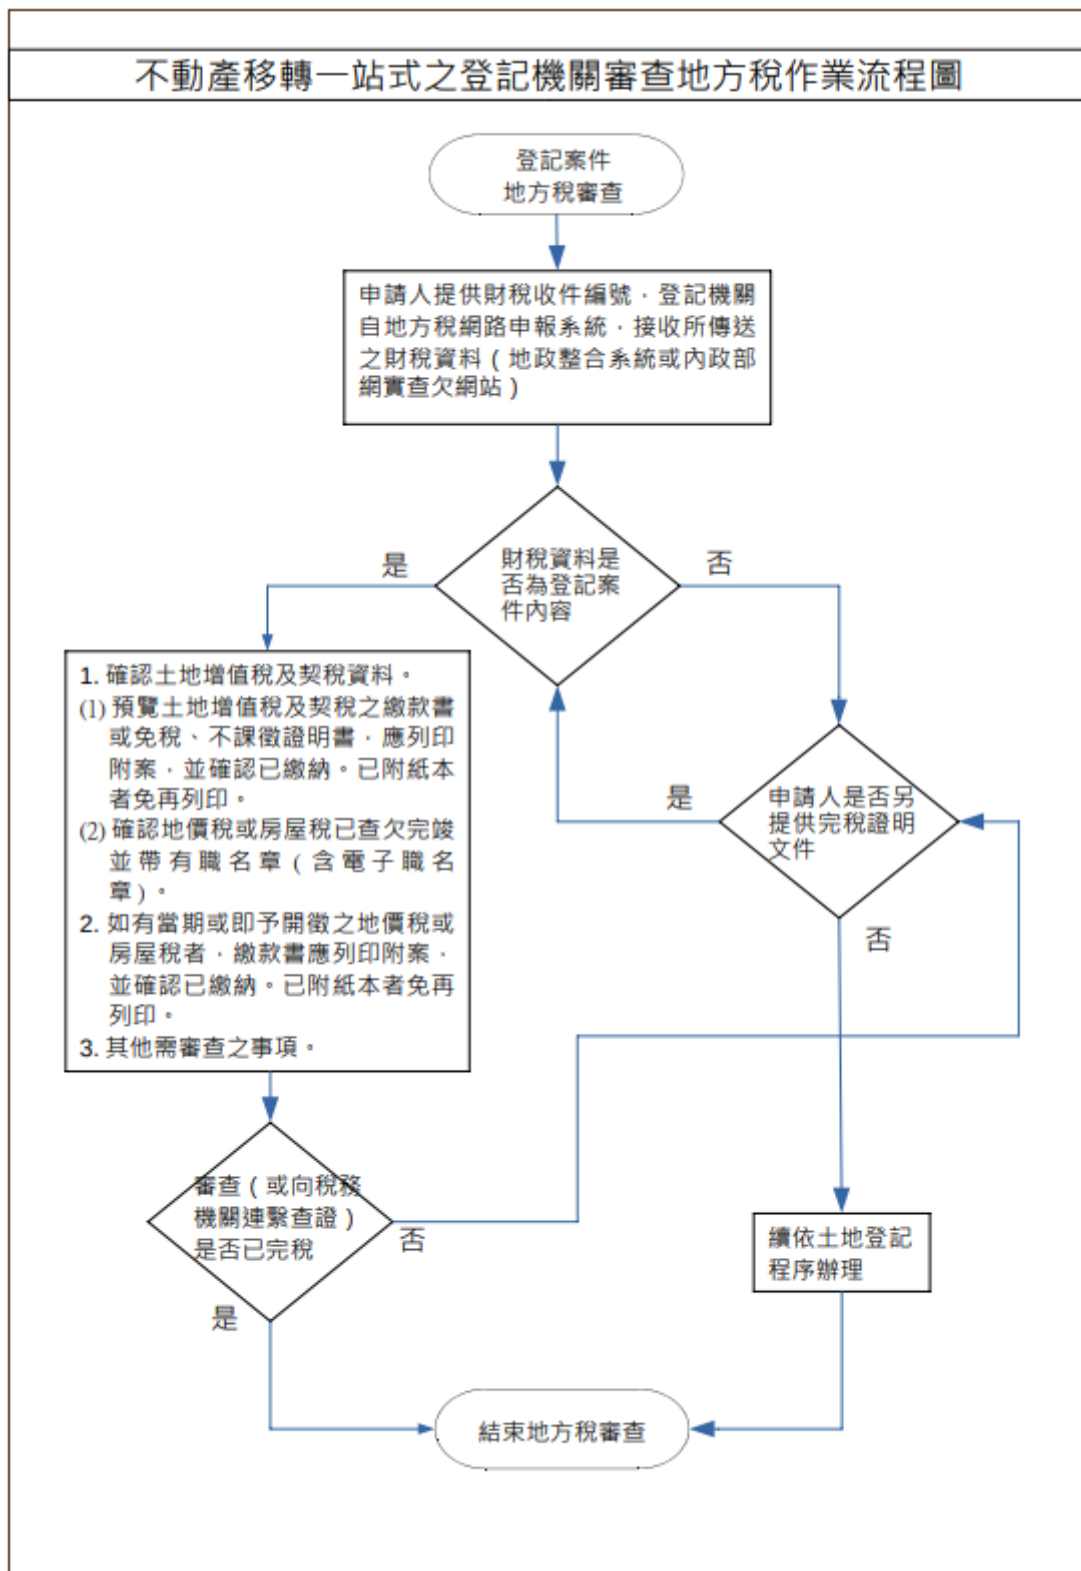 不動產移轉一站式之登記機關審查地方稅作業流程圖
登記案件
地方稅審查
申請人提供財稅收件編號，登記機關
自地方稅網路申報系統，接收所傳送
之財稅資料（地政整合系統或內政部
網實查欠網站）
財稅資料是
否為登記案
件內容
是
否
1. 確認土地增值稅及契稅資料。
(1) 預覽土地增值稅及契稅之繳款書
或免稅、不課徵證明書，應列印
附案，並確認已繳納。已附紙本
者免再列印。
(2) 確認地價稅或房屋稅已查欠完竣
並帶有職名章（含電子職名
章）。
2. 如有當期或即予開徵之地價稅或
房屋稅者，繳款書應列印附案，
並確認已繳納。已附紙本者免再
列印。
3. 其他需審查之事項。
是
申請人是否另
提供完稅證明
文件
否
審查（或向稅務
機關連繫查證）
是否已完稅
否
是
續依土地登記
程序辦理
結束地方稅審查